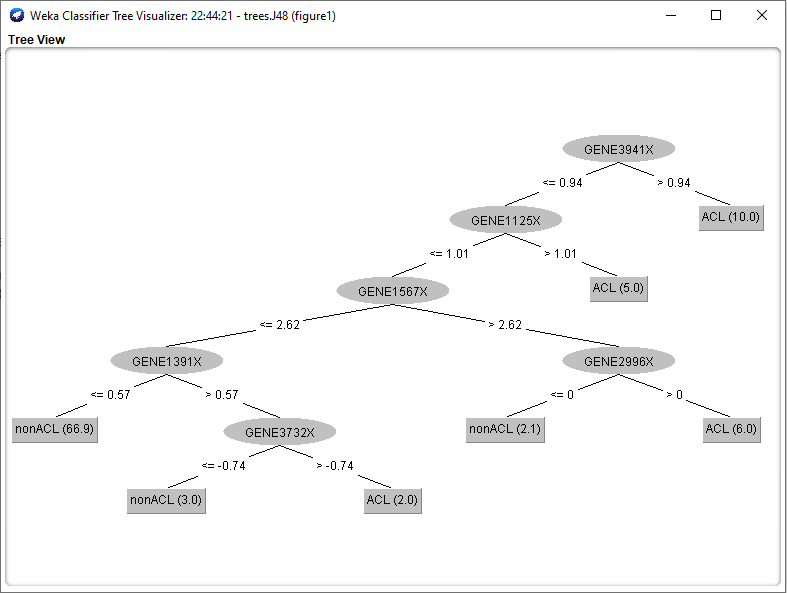 Weka Classifier Tree Visualizer: 22:44:21 - trees.J48 (figure1)
Tree View
GENE3941X
<= 0.94
> 0.94
GENE1125X
ACL (10.0)
<= 1.01
> 1.01
GENE1567X
ACL (5.0)
<= 2.62
> 2.62
GENE1391X
GENE2996X
<= 0.57
> 0.57
<= 0
> 0
nonACL (66.9)
GENE3732X
nonACL (2.1)
ACL (6.0)
<= -0.74
> -0.74
nonACL (3.0)
ACL (2.0)